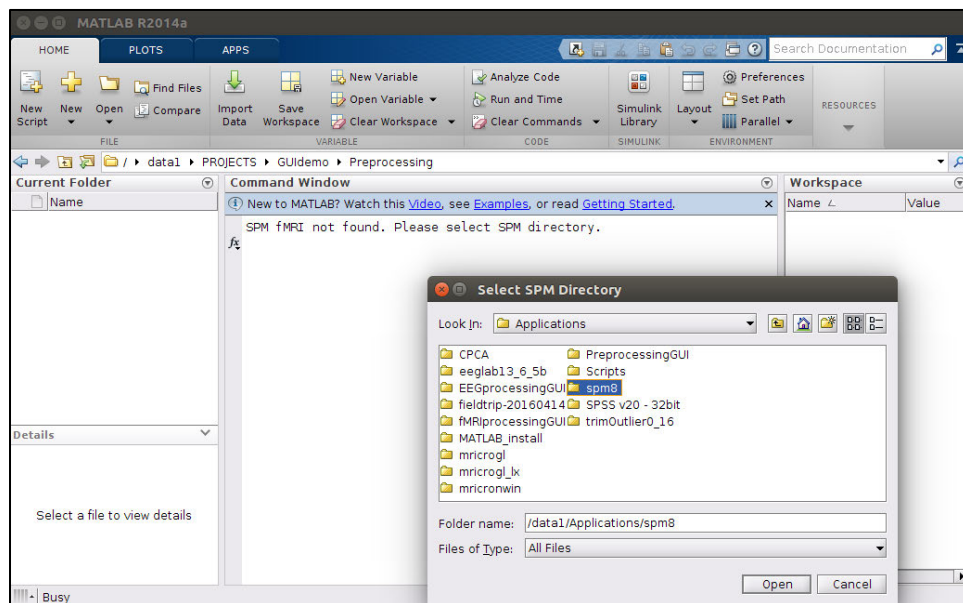 MATLAB R2014a
HOME PLOTS APPS Search Documentation
New Script New Open Find Files Compare Import Data Save Workspace New Variable Open Variable Clear Workspace Analyze Code Run and Time Clear Commands Simulink Library Layout Preferences Set Path Parallel RESOURCES
FILE VARIABLE CODE SIMULINK ENVIRONMENT
/ data1 PROJECTS GUIdemo Preprocessing
Current Folder Command Window Workspace
Name New to MATLAB? Watch this Video, see Examples, or read Getting Started. Name Value
fx SPM fMRI not found. Please select SPM directory.
Select SPM Directory
Look In: Applications
CPCA PreprocessingGUI
eeglab13_6_5b Scripts
EEGprocessingGUI spm8
fieldtrip-20160414 SPSS v20 - 32bit
fMRIprocessingGUI trimOutlier0_16
MATLAB_install
mricrogl
mricrogl_lx
mricronwin
Details
Select a file to view details
Folder name: /data1/Applications/spm8
Files of Type: All Files
Open Cancel
Busy